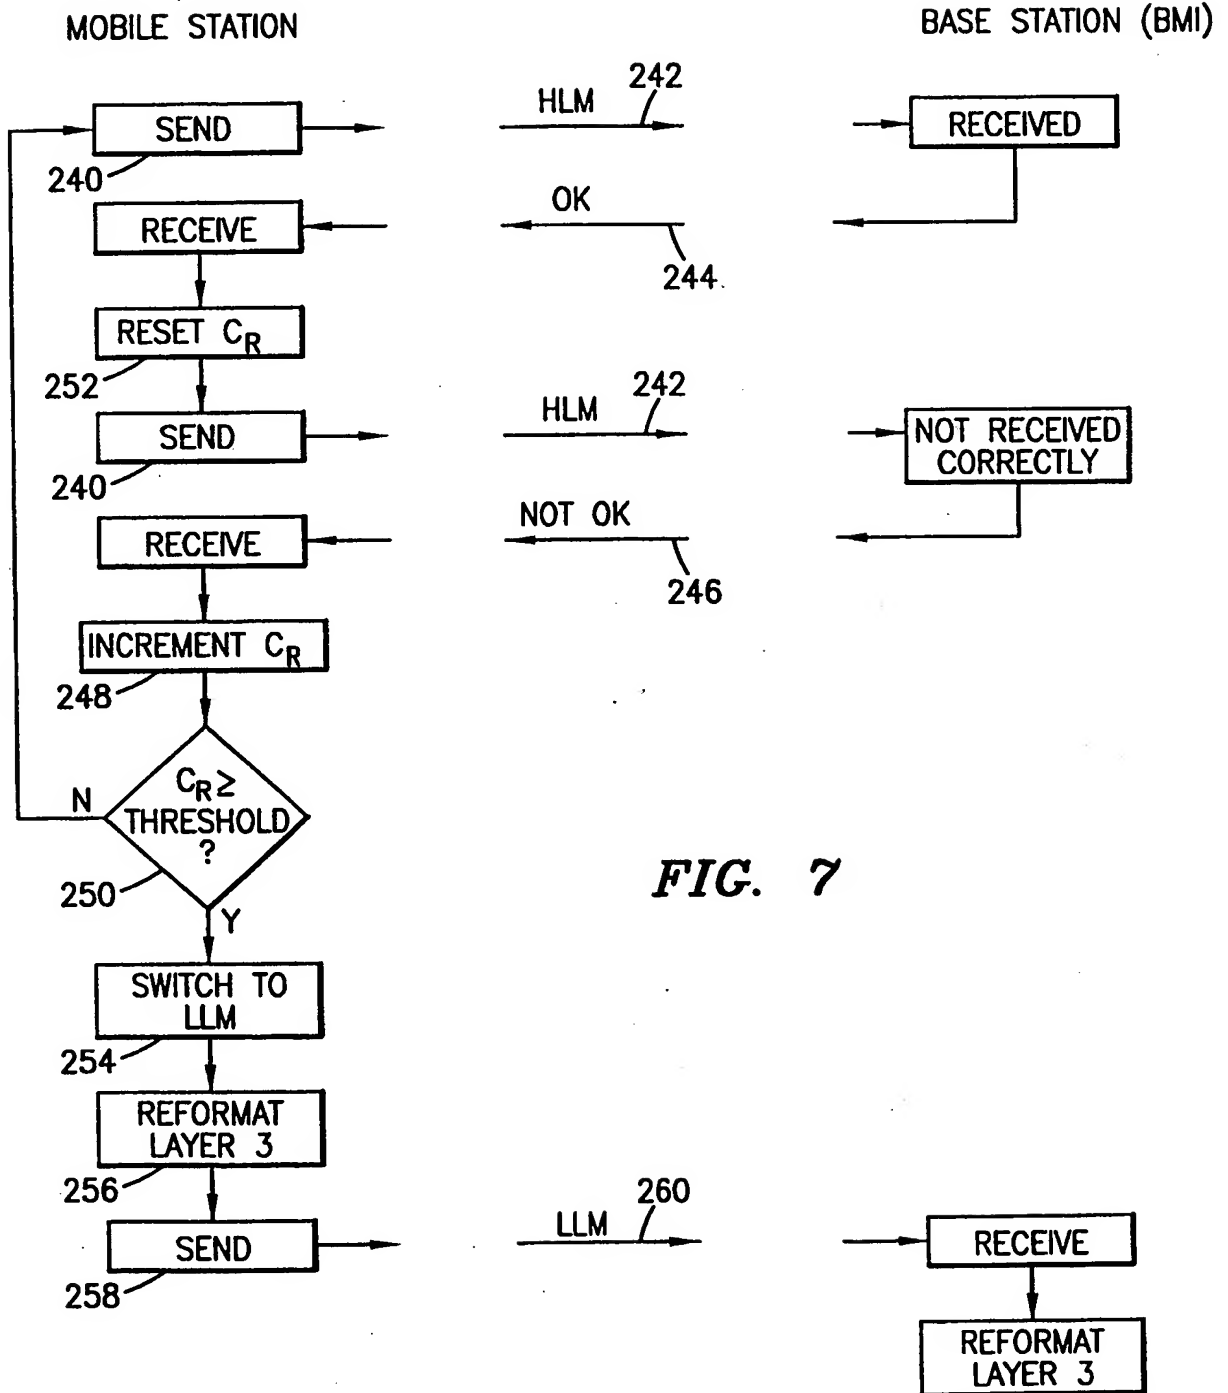 MOBILE STATION
BASE STATION (BMI)
SEND
240
HLM
242
RECEIVED
RECEIVE
OK
244
RESET C_R
252
SEND
240
HLM
242
NOT RECEIVED
CORRECTLY
RECEIVE
NOT OK
246
INCREMENT C_R
248
C_R ≥
THRESHOLD
?
N
250
Y
FIG. 7
SWITCH TO
LLM
254
REFORMAT
LAYER 3
256
SEND
258
LLM
260
RECEIVE
REFORMAT
LAYER 3